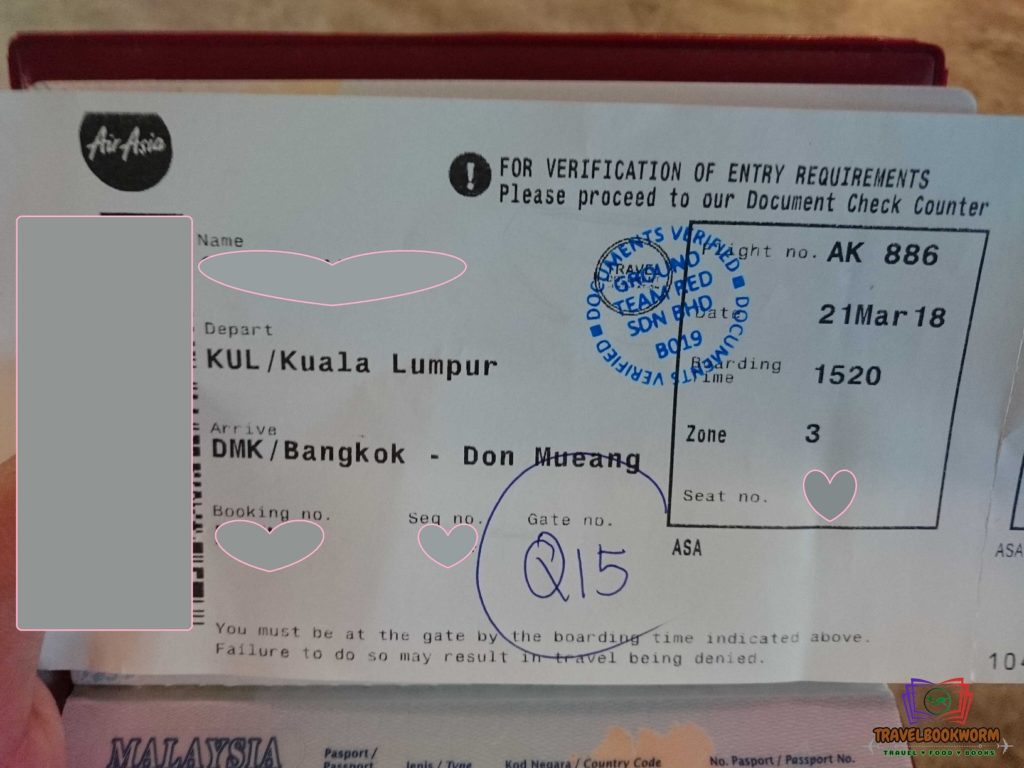 AirAsia
FOR VERIFICATION OF ENTRY REQUIREMENTS
Please proceed to our Document Check Counter
Name
Depart
KUL/Kuala Lumpur
Arrive
DMK/Bangkok - Don Mueang
Booking no.
Seq no.
Gate no.
Q15
DOCUMENTS VERIFIED
DOCUMENTS VERIFIED
TRAVEL
GROUND
TEAM RED
SDN BHD
B019
Flight no. AK 886
Date 21Mar18
Boarding
Time 1520
Zone 3
Seat no.
ASA
ASA
You must be at the gate by the boarding time indicated above.
Failure to do so may result in travel being denied.
104
MALAYSIA
Pasport /
Passport
Jenis / Type
Kod Negara / Country Code
No. Pasport / Passport No.
TRAVELBOOKWORM
TRAVEL FOOD BOOKS